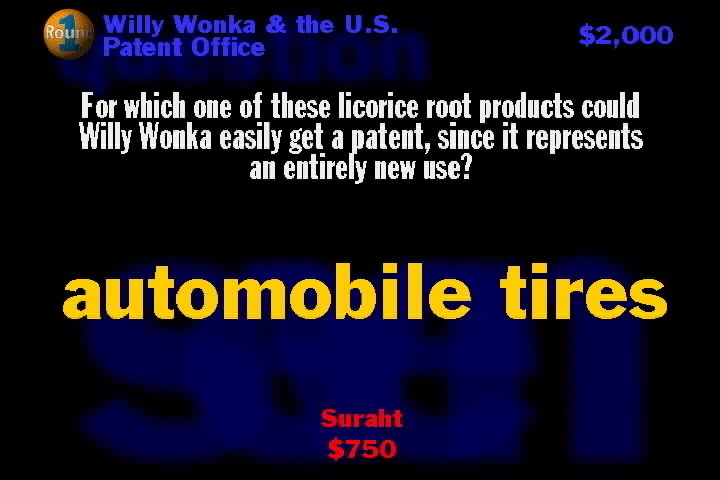 Round 1
Willy Wonka & the U.S.
Patent Office
$2,000
For which one of these licorice root products could
Willy Wonka easily get a patent, since it represents
an entirely new use?
automobile tires
Suraht
$750